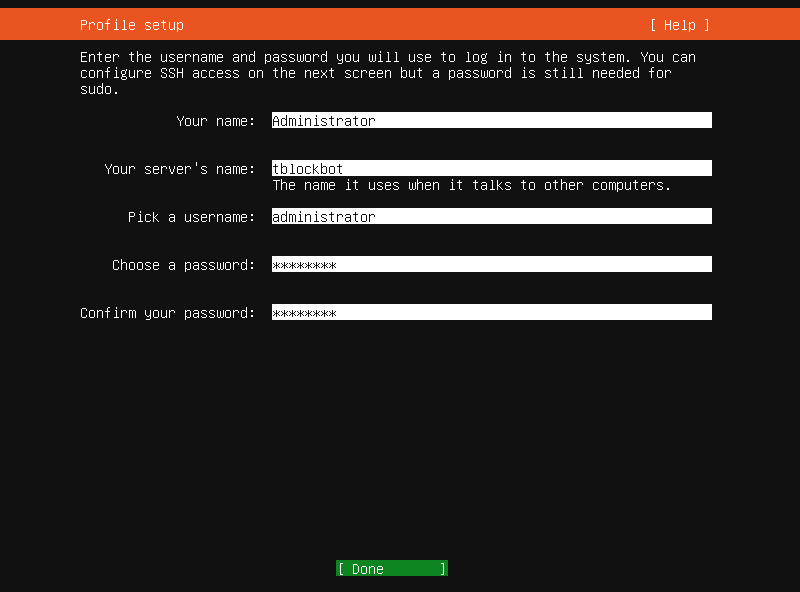 Profile setup [ Help ]
Enter the username and password you will use to log in to the system. You can
configure SSH access on the next screen but a password is still needed for
sudo.
Your name: Administrator
Your server's name: tblockbot
The name it uses when it talks to other computers.
Pick a username: administrator
Choose a password: ********
Confirm your password: ********
[ Done ]